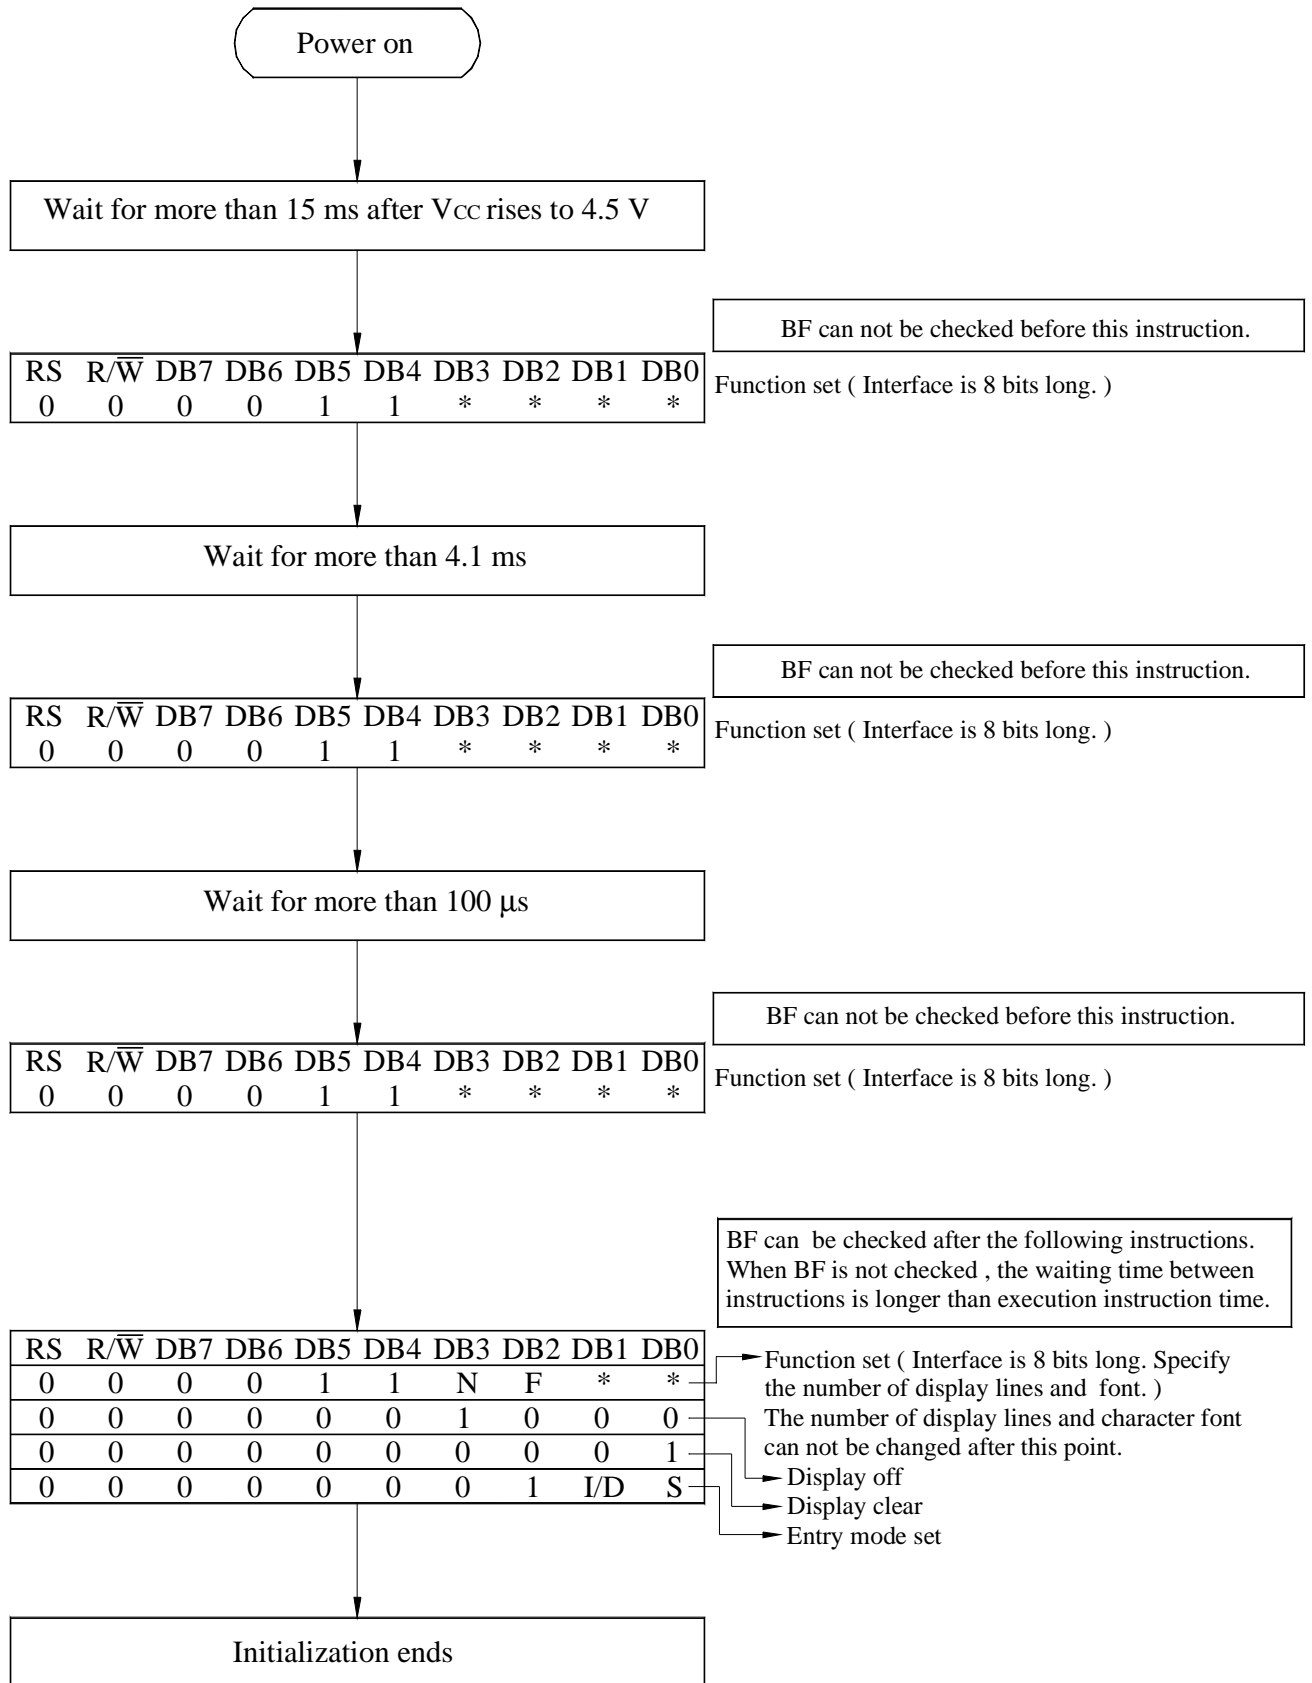 Power on
Wait for more than 15 ms after VCC rises to 4.5 V
BF can not be checked before this instruction.
RS R/W̅ DB7 DB6 DB5 DB4 DB3 DB2 DB1 DB0
0 0 0 0 1 1 * * * *
Function set ( Interface is 8 bits long. )
Wait for more than 4.1 ms
BF can not be checked before this instruction.
RS R/W̅ DB7 DB6 DB5 DB4 DB3 DB2 DB1 DB0
0 0 0 0 1 1 * * * *
Function set ( Interface is 8 bits long. )
Wait for more than 100 μs
BF can not be checked before this instruction.
RS R/W̅ DB7 DB6 DB5 DB4 DB3 DB2 DB1 DB0
0 0 0 0 1 1 * * * *
Function set ( Interface is 8 bits long. )
BF can be checked after the following instructions.
When BF is not checked , the waiting time between
instructions is longer than execution instruction time.
RS R/W̅ DB7 DB6 DB5 DB4 DB3 DB2 DB1 DB0
0 0 0 0 1 1 N F * *
0 0 0 0 0 0 1 0 0 0
0 0 0 0 0 0 0 0 0 1
0 0 0 0 0 0 0 1 I/D S
Function set ( Interface is 8 bits long. Specify
the number of display lines and font. )
The number of display lines and character font
can not be changed after this point.
Display off
Display clear
Entry mode set
Initialization ends